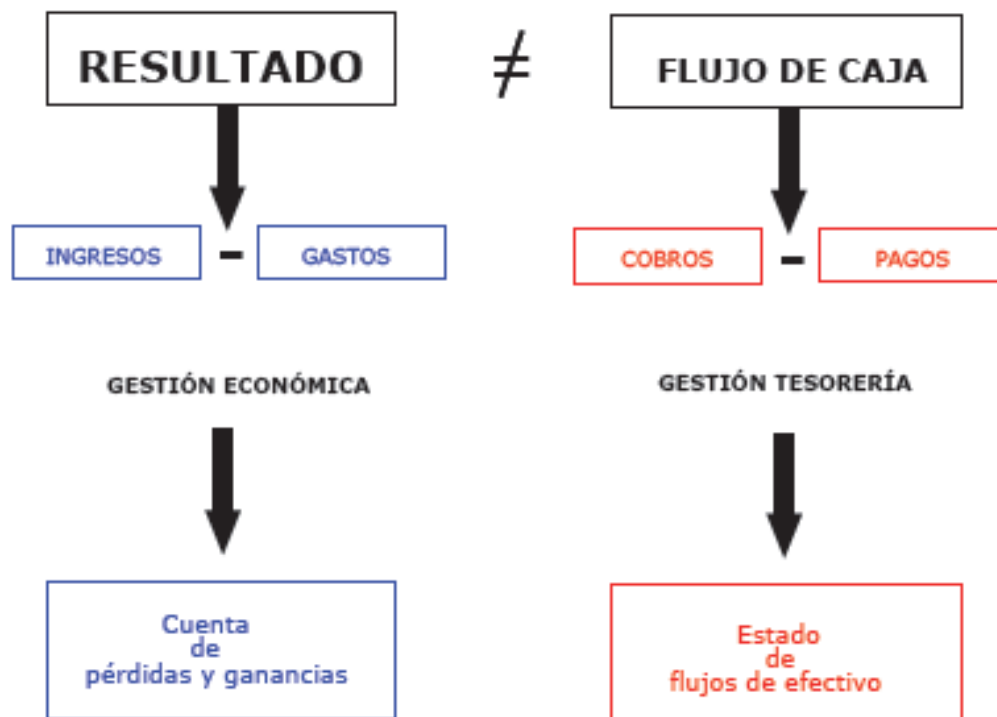 RESULTADO
≠
FLUJO DE CAJA
INGRESOS
-
GASTOS
COBROS
-
PAGOS
GESTIÓN ECONÓMICA
GESTIÓN TESORERÍA
Cuenta
de
pérdidas y ganancias
Estado
de
flujos de efectivo